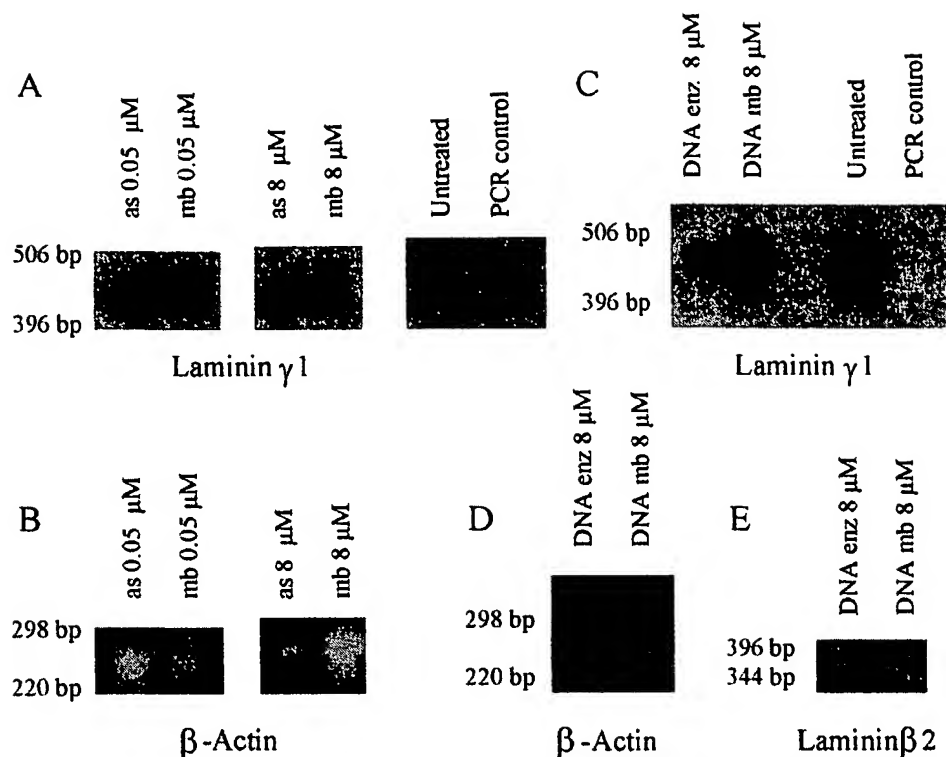 A
as 0.05 μM
mb 0.05 μM
as 8 μM
mb 8 μM
Untreated
PCR control
506 bp
396 bp
Laminin γ1
C
DNA enz. 8 μM
DNA mb 8 μM
Untreated
PCR control
506 bp
396 bp
Laminin γ1
B
as 0.05 μM
mb 0.05 μM
as 8 μM
mb 8 μM
298 bp
220 bp
β-Actin
D
DNA enz 8 μM
DNA mb 8 μM
298 bp
220 bp
β-Actin
E
DNA enz 8 μM
DNA mb 8 μM
396 bp
344 bp
Lamininβ2